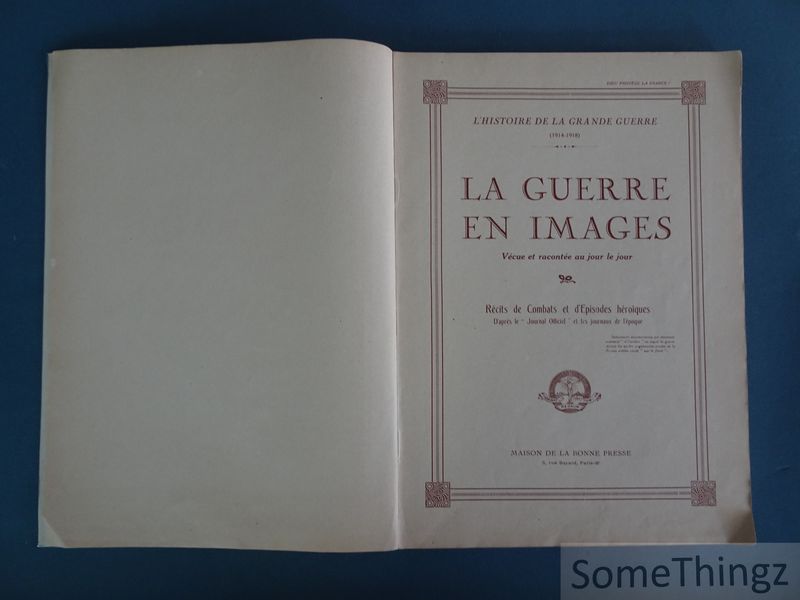 DIEU PROTÈGE LA FRANCE !
L'HISTOIRE DE LA GRANDE GUERRE
(1914-1918)
LA GUERRE
EN IMAGES
Vécue et racontée au jour le jour
Récits de Combats et d'Episodes héroïques
D'après le " Journal Officiel " et les journaux de l'époque
MAISON DE LA BONNE PRESSE
5, rue Bayard, Paris-8e
SomeThingz